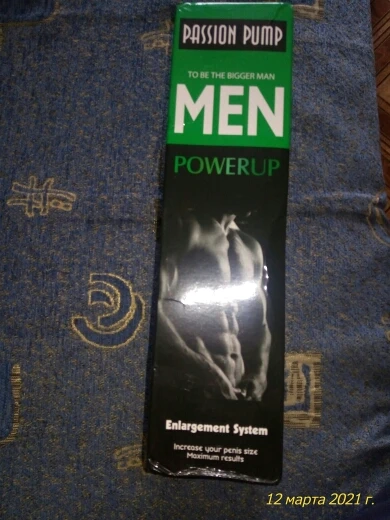 PASSION PUMP
TO BE THE BIGGER MAN
MEN
POWERUP
Enlargement System
Increase your penis size
Maximum results
12 марта 2021 г.